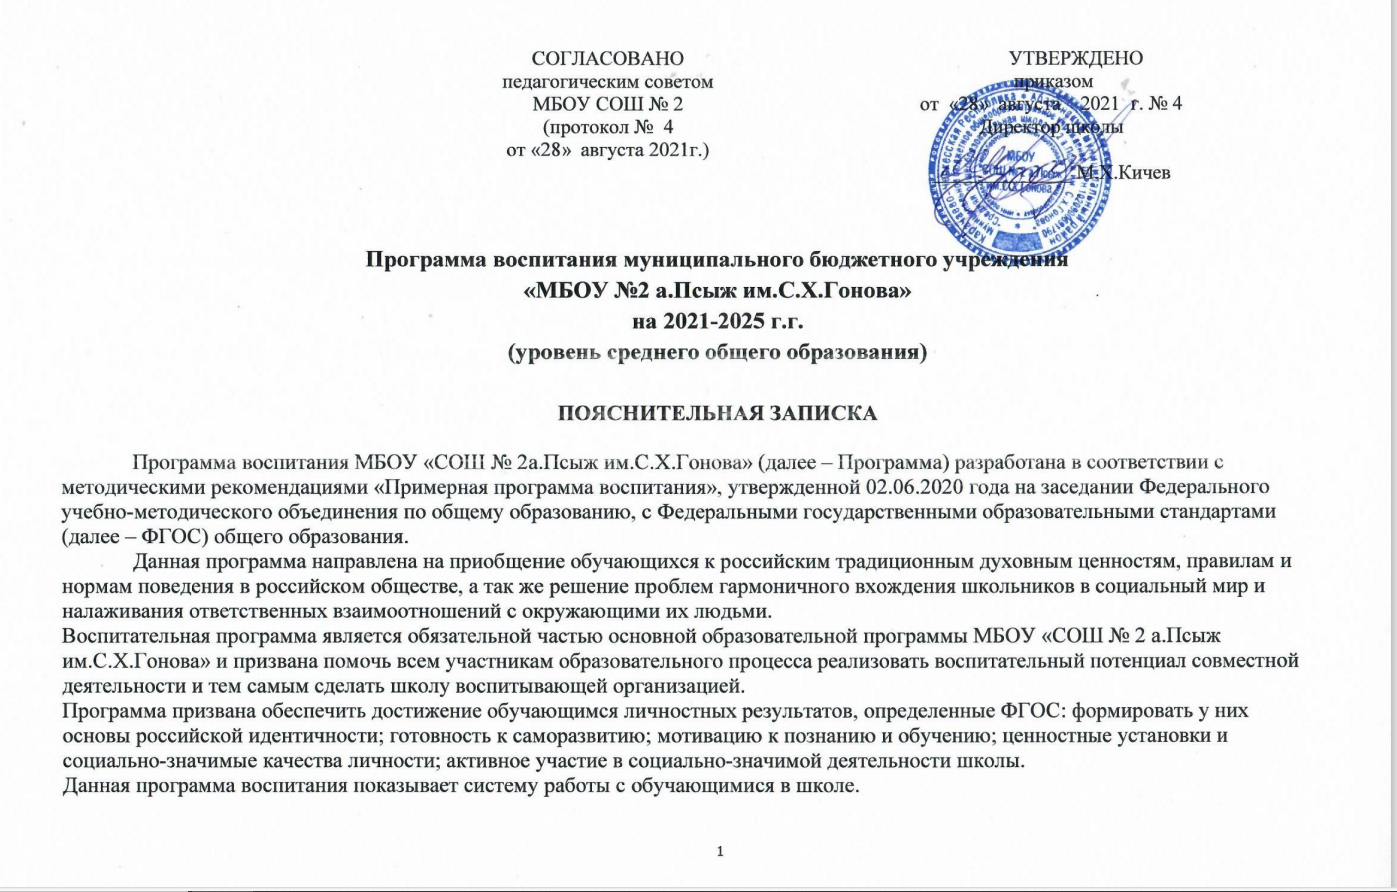 СОГЛАСОВАНО
педагогическим советом
МБОУ СОШ № 2
(протокол № 4
от «28» августа 2021г.)
УТВЕРЖДЕНО
приказом
от «28» августа 2021 г. № 4
Директор школы
М.Х.Кичев
МБОУ
СОШ № 2 а.Псыж
им.С.Х.Гонова
Программа воспитания муниципального бюджетного учреждения
«МБОУ №2 а.Псыж им.С.Х.Гонова»
на 2021-2025 г.г.
(уровень среднего общего образования)
ПОЯСНИТЕЛЬНАЯ ЗАПИСКА
Программа воспитания МБОУ «СОШ № 2а.Псыж им.С.Х.Гонова» (далее – Программа) разработана в соответствии с
методическими рекомендациями «Примерная программа воспитания», утвержденной 02.06.2020 года на заседании Федерального
учебно-методического объединения по общему образованию, с Федеральными государственными образовательными стандартами
(далее – ФГОС) общего образования.
Данная программа направлена на приобщение обучающихся к российским традиционным духовным ценностям, правилам и
нормам поведения в российском обществе, а так же решение проблем гармоничного вхождения школьников в социальный мир и
налаживания ответственных взаимоотношений с окружающими их людьми.
Воспитательная программа является обязательной частью основной образовательной программы МБОУ «СОШ № 2 а.Псыж
им.С.Х.Гонова» и призвана помочь всем участникам образовательного процесса реализовать воспитательный потенциал совместной
деятельности и тем самым сделать школу воспитывающей организацией.
Программа призвана обеспечить достижение обучающимся личностных результатов, определенные ФГОС: формировать у них
основы российской идентичности; готовность к саморазвитию; мотивацию к познанию и обучению; ценностные установки и
социально-значимые качества личности; активное участие в социально-значимой деятельности школы.
Данная программа воспитания показывает систему работы с обучающимися в школе.
1